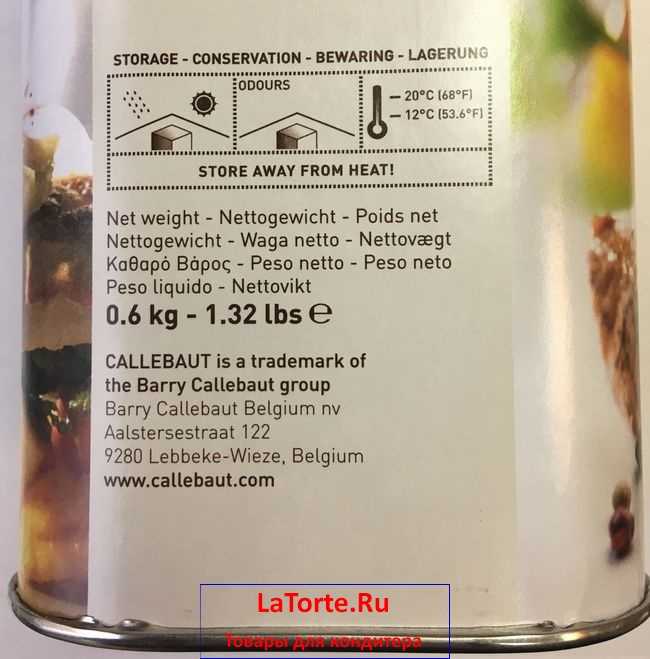 STORAGE - CONSERVATION - BEWARING - LAGERUNG
ODOURS
20°C (68°F)
12°C (53.6°F)
STORE AWAY FROM HEAT!
Net weight - Nettogewicht - Poids net
Nettogewicht - Waga netto - Nettovægt
Καθαρό Βάρος - Peso netto - Peso neto
Peso liquido - Nettovikt
0.6 kg - 1.32 lbs ℮
CALLEBAUT is a trademark of
the Barry Callebaut group
Barry Callebaut Belgium nv
Aalstersestraat 122
9280 Lebbeke-Wieze, Belgium
www.callebaut.com
LaTorte.Ru
Товары для кондитера